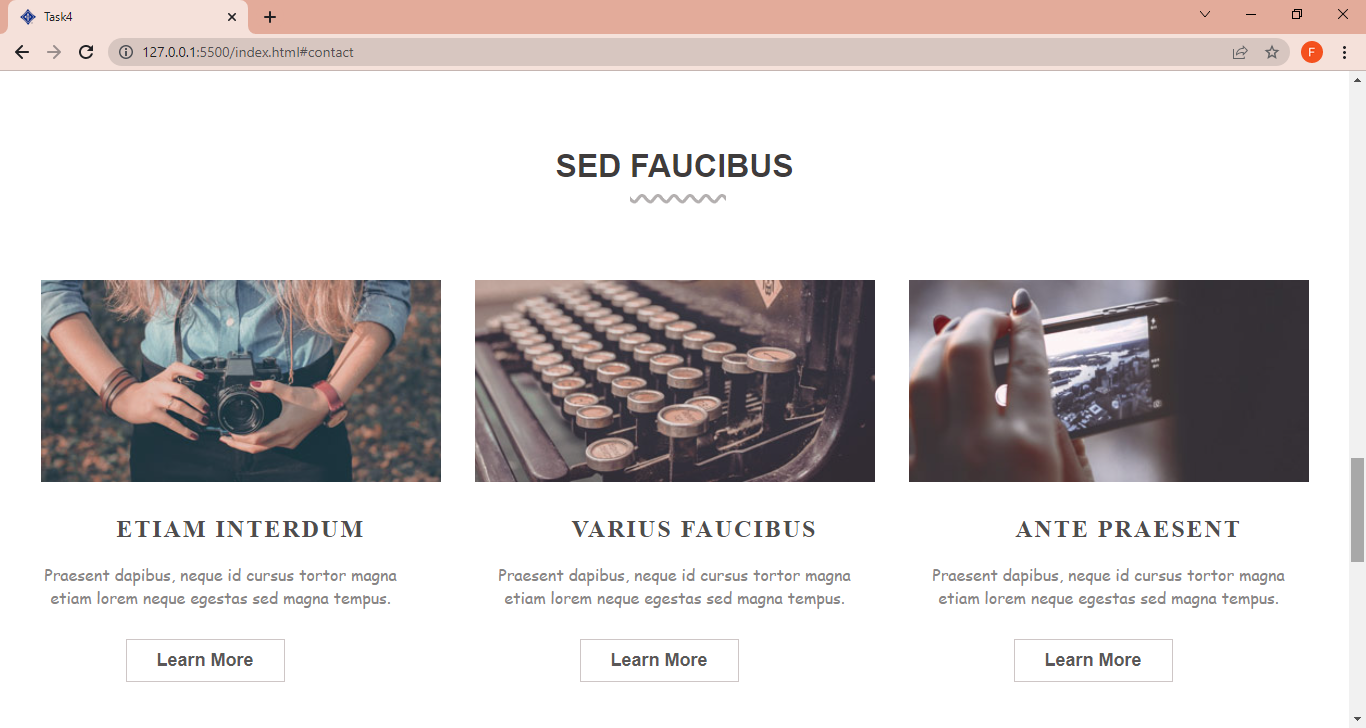 Task4
127.0.0.1:5500/index.html#contact
F
SED FAUCIBUS
ETIAM INTERDUM
Praesent dapibus, neque id cursus tortor magna
etiam lorem neque egestas sed magna tempus.
Learn More
VARIUS FAUCIBUS
Praesent dapibus, neque id cursus tortor magna
etiam lorem neque egestas sed magna tempus.
Learn More
ANTE PRAESENT
Praesent dapibus, neque id cursus tortor magna
etiam lorem neque egestas sed magna tempus.
Learn More